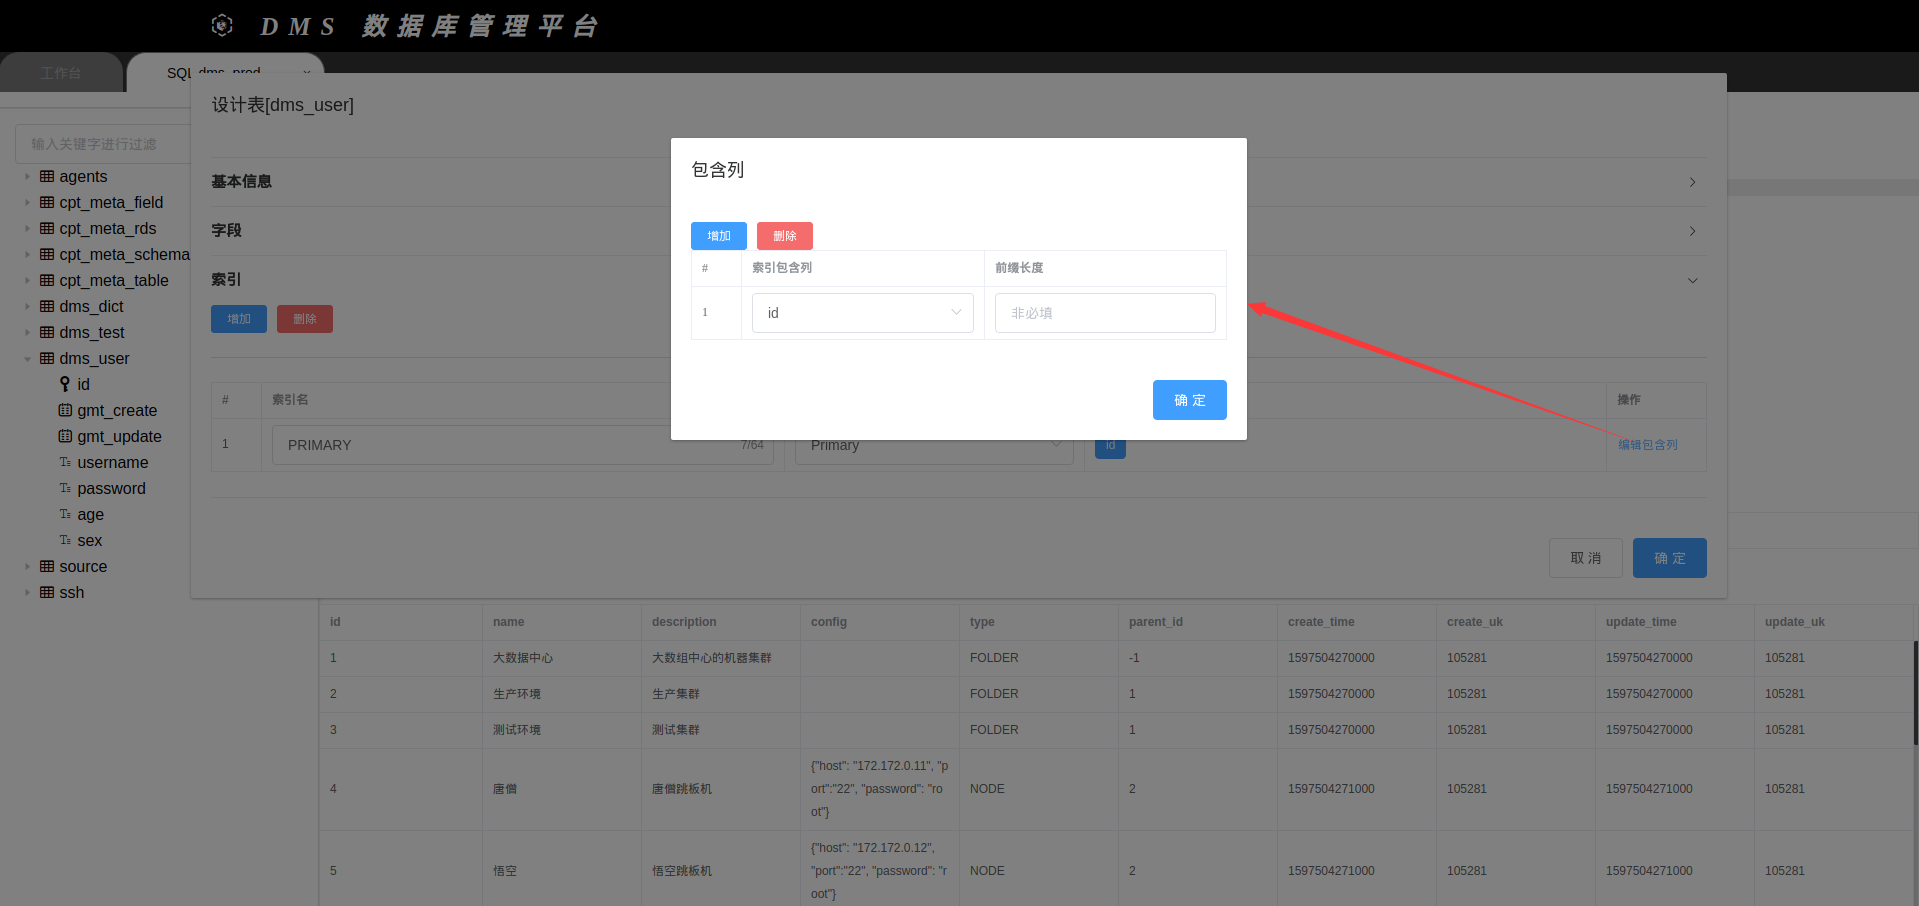 DMS 数据库管理平台
工作台
SQL dms_prod
设计表[dms_user]
输入关键字进行过滤
agents
cpt_meta_field
cpt_meta_rds
cpt_meta_schema
cpt_meta_table
dms_dict
dms_test
dms_user
id
gmt_create
gmt_update
username
password
age
sex
source
ssh
基本信息
字段
索引
增加 删除
# 索引名 操作
1 PRIMARY 7/64 Primary id 编辑包含列
取消 确定
包含列
增加 删除
# 索引包含列 前缀长度
1 id 非必填
确定
id name description config type parent_id create_time create_uk update_time update_uk
1 大数据中心 大数组中心的机器集群 FOLDER -1 1597504270000 105281 1597504270000 105281
2 生产环境 生产集群 FOLDER 1 1597504270000 105281 1597504270000 105281
3 测试环境 测试集群 FOLDER 1 1597504270000 105281 1597504270000 105281
{"host": "172.172.0.11", "p
4 唐僧 唐僧跳板机 ort":"22", "password": "ro NODE 2 1597504271000 105281 1597504271000 105281
ot"}
{"host": "172.172.0.12",
5 悟空 悟空跳板机 "port":"22", "password": "r NODE 2 1597504271000 105281 1597504271000 105281
oot"}